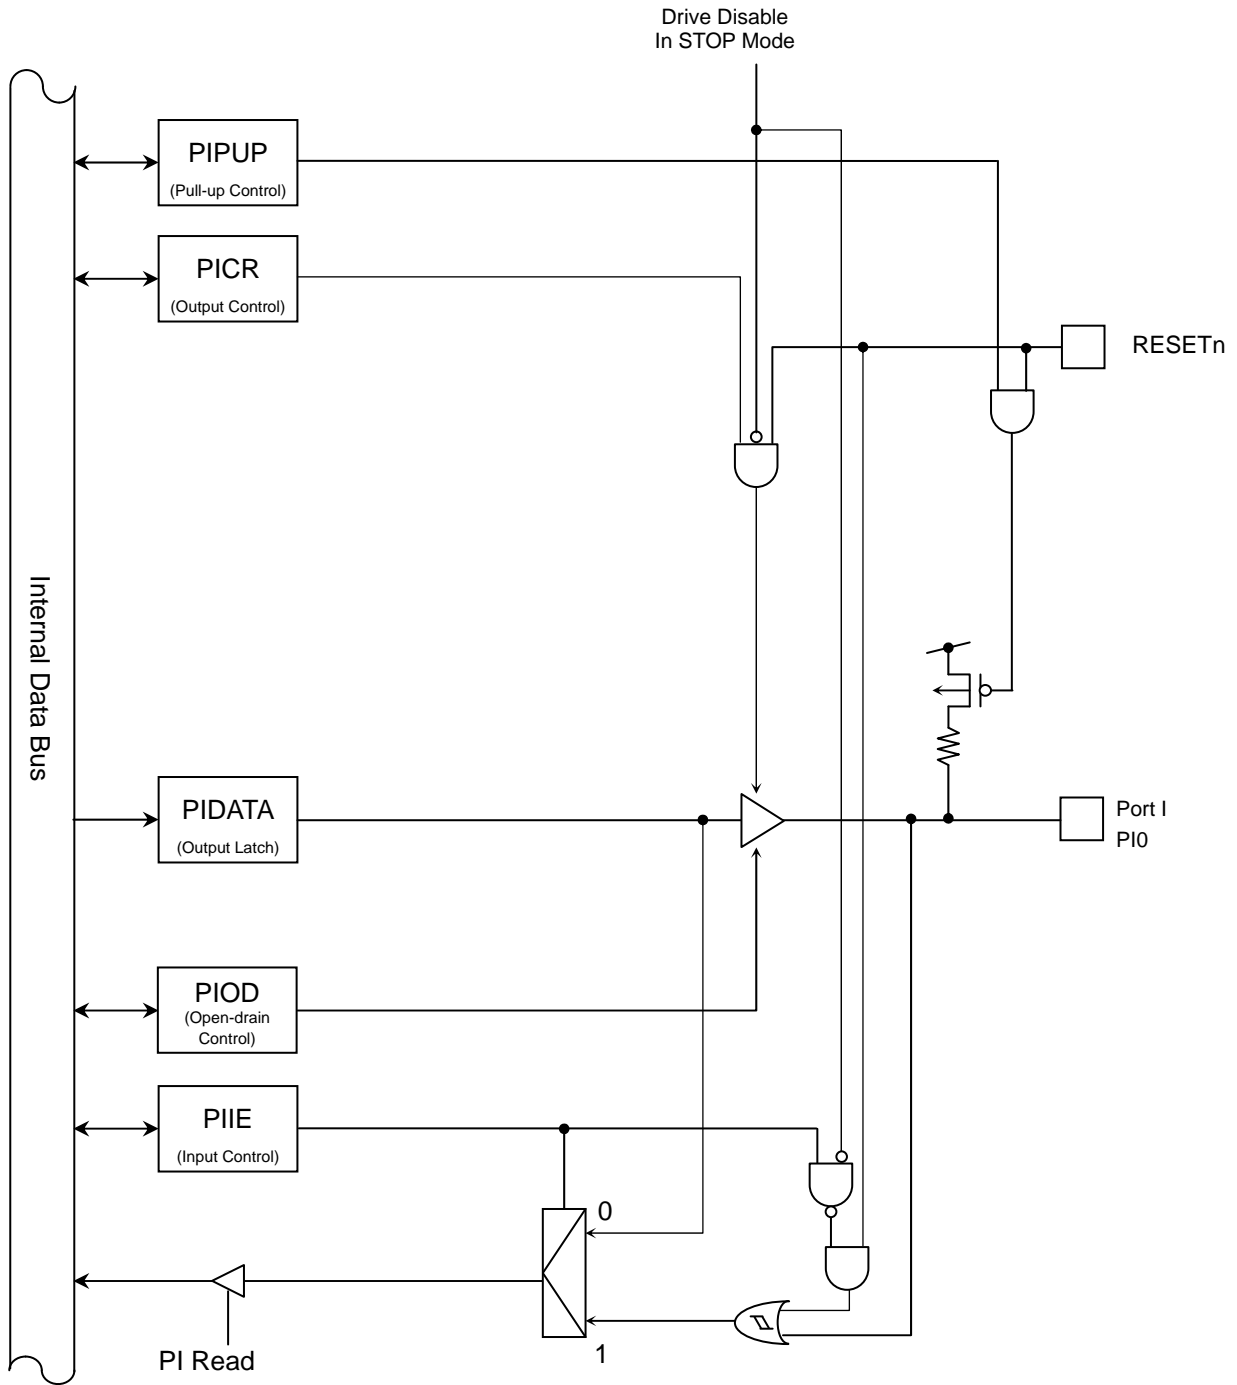 Drive Disable
In STOP Mode
PIPUP
(Pull-up Control)
PICR
(Output Control)
RESETn
Internal Data Bus
PIDATA
(Output Latch)
Port I
PI0
PIOD
(Open-drain
Control)
PIIE
(Input Control)
0
1
PI Read